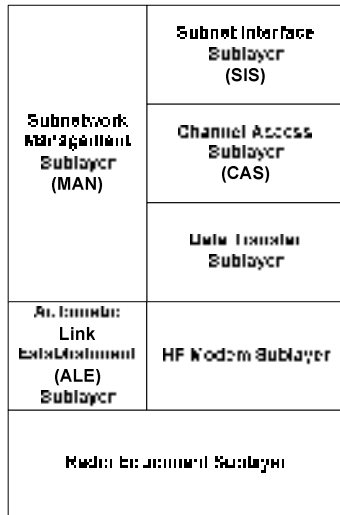 Subnet Interface
Sublayer
(SIS)
Subnetwork
Management
Sublayer
(MAN)
Channel Access
Sublayer
(CAS)
Data Transfer
Sublayer
Automatic
Link
Establishment
(ALE)
Sublayer
HF Modem Sublayer
Radio Equipment Sublayer